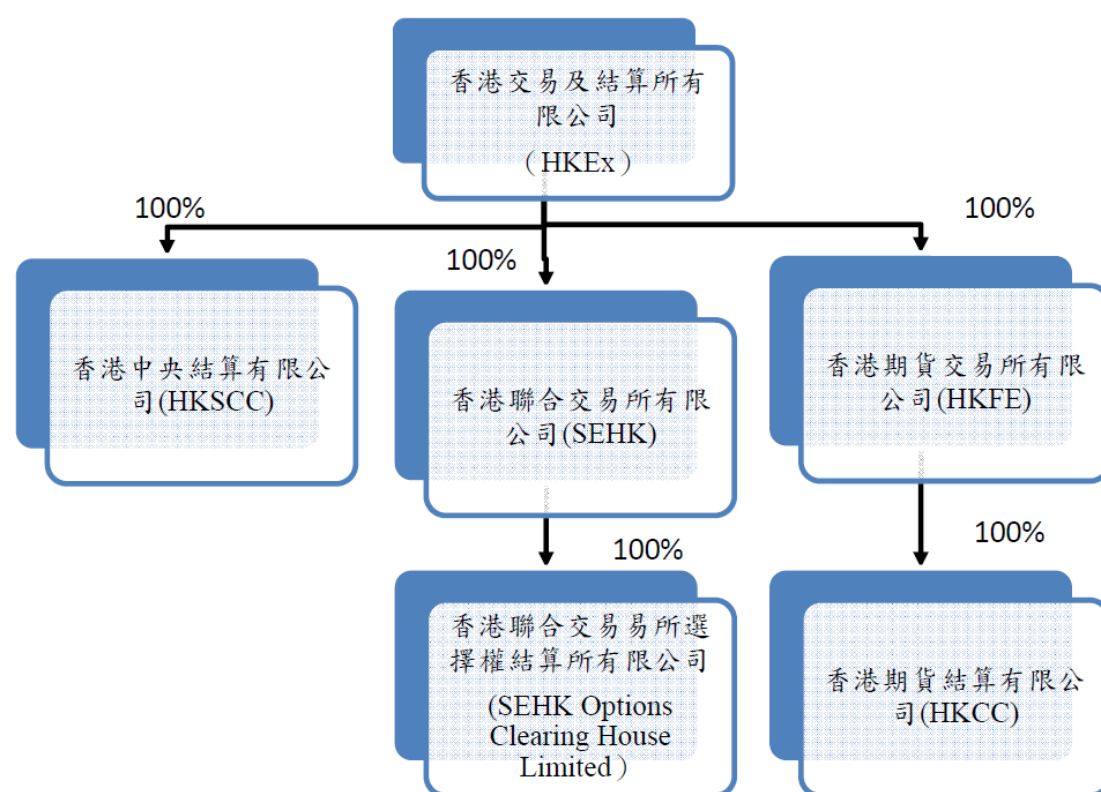 香港交易及結算所有
限公司
（HKEx）
100%
100%
100%
香港中央結算有限公
司(HKSCC)
香港聯合交易所有限
公司(SEHK)
香港期貨交易所有限
公司(HKFE)
100%
100%
香港聯合交易易所選
擇權結算所有限公司
(SEHK Options
Clearing House
Limited）
香港期貨結算有限公
司(HKCC)